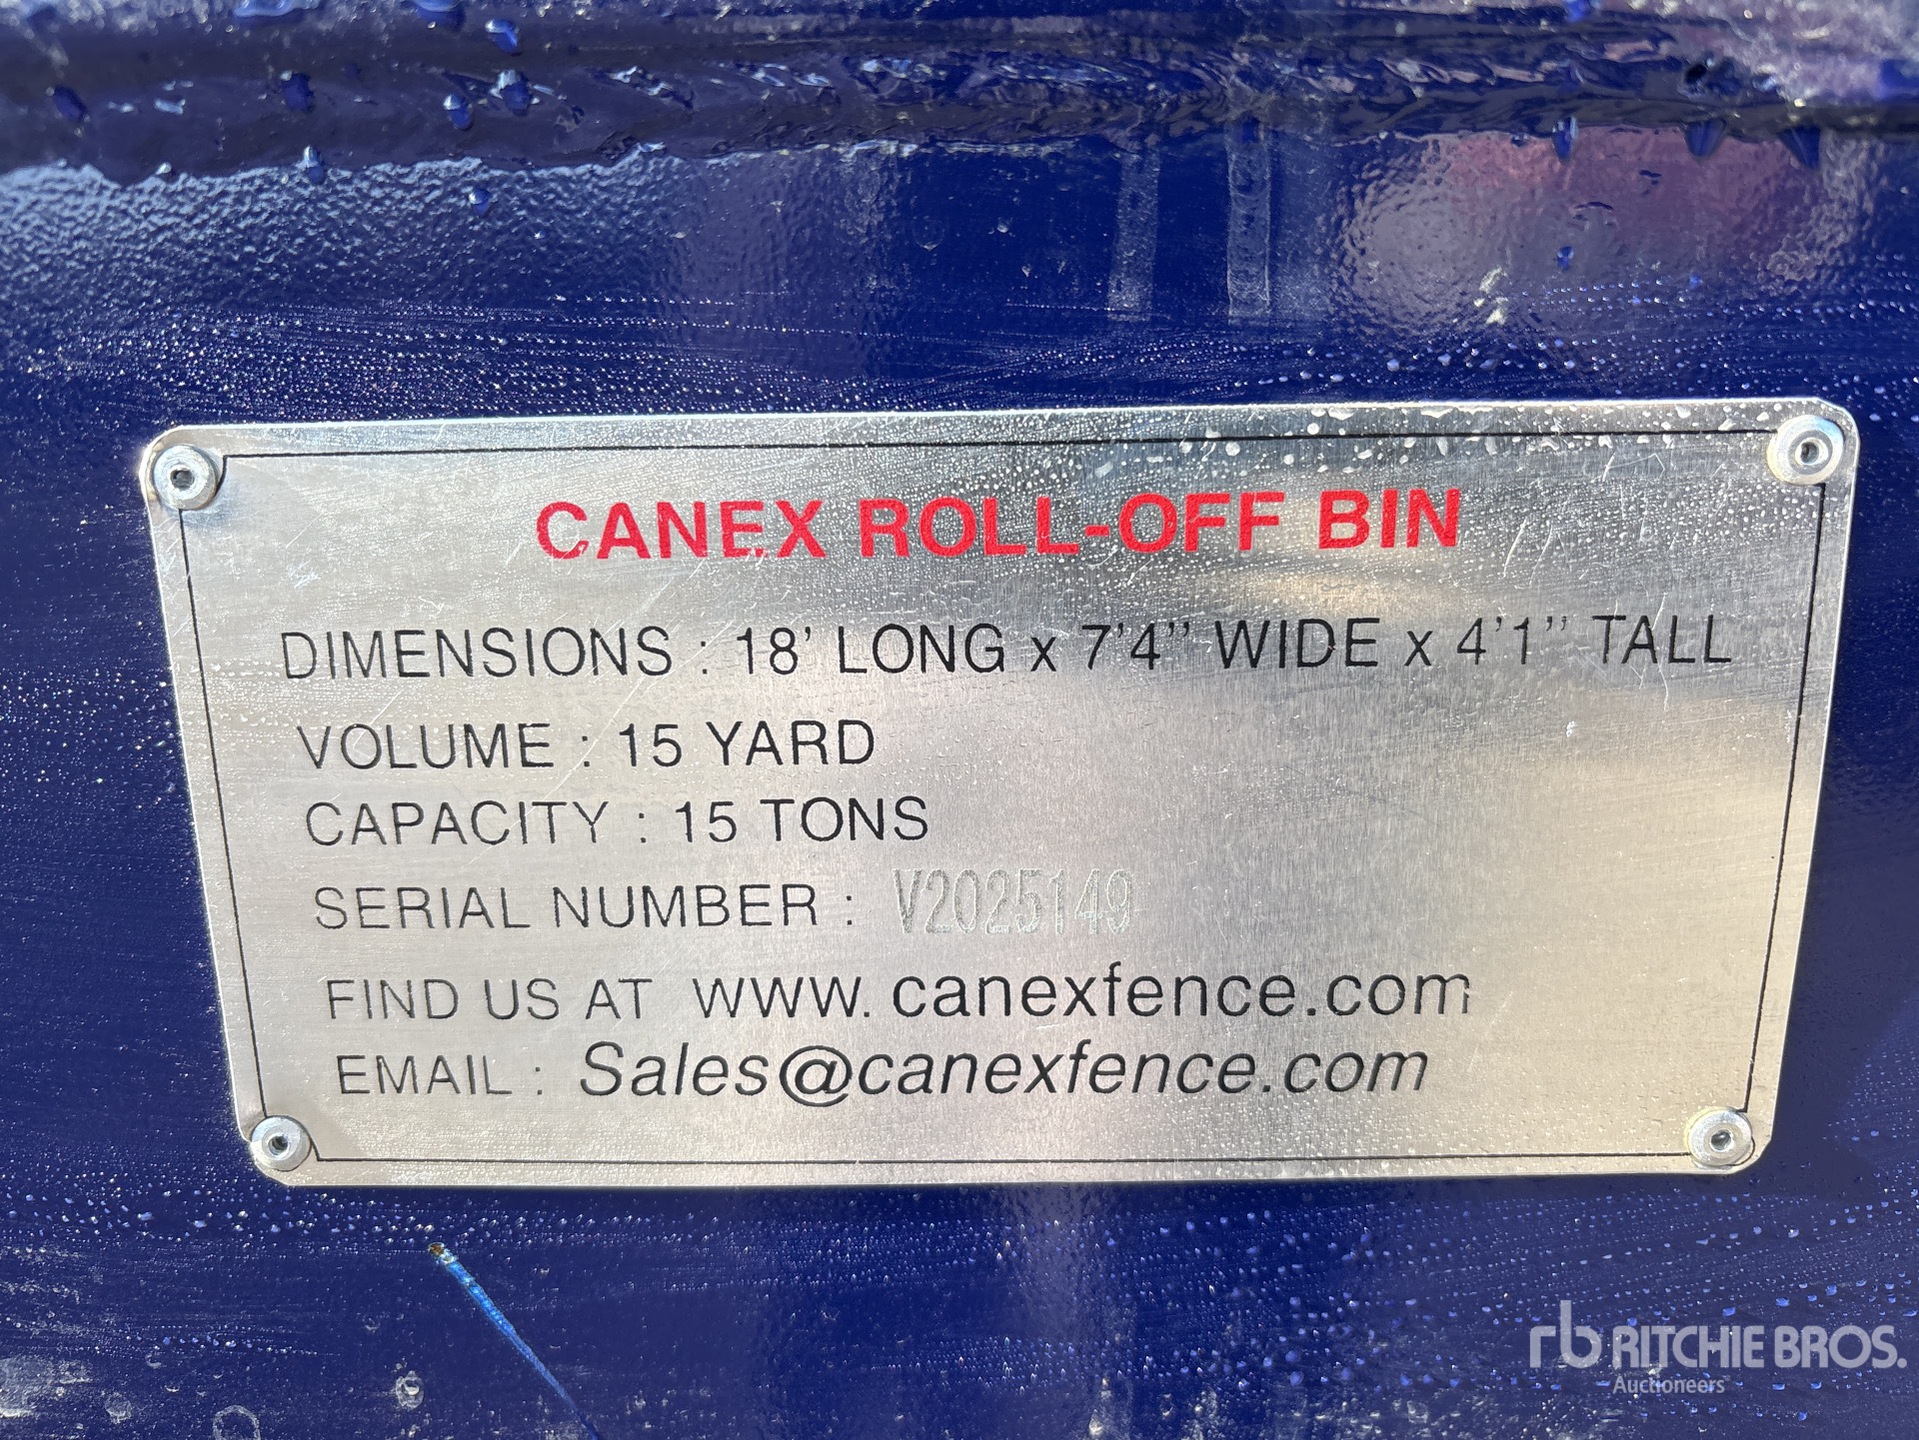 CANEX ROLL-OFF BIN
DIMENSIONS : 18' LONG x 7'4'' WIDE x 4'1'' TALL
VOLUME : 15 YARD
CAPACITY : 15 TONS
SERIAL NUMBER : V2025149
FIND US AT www. canexfence.com
EMAIL : Sales@canexfence.com
rb RITCHIE BROS.
Auctioneers